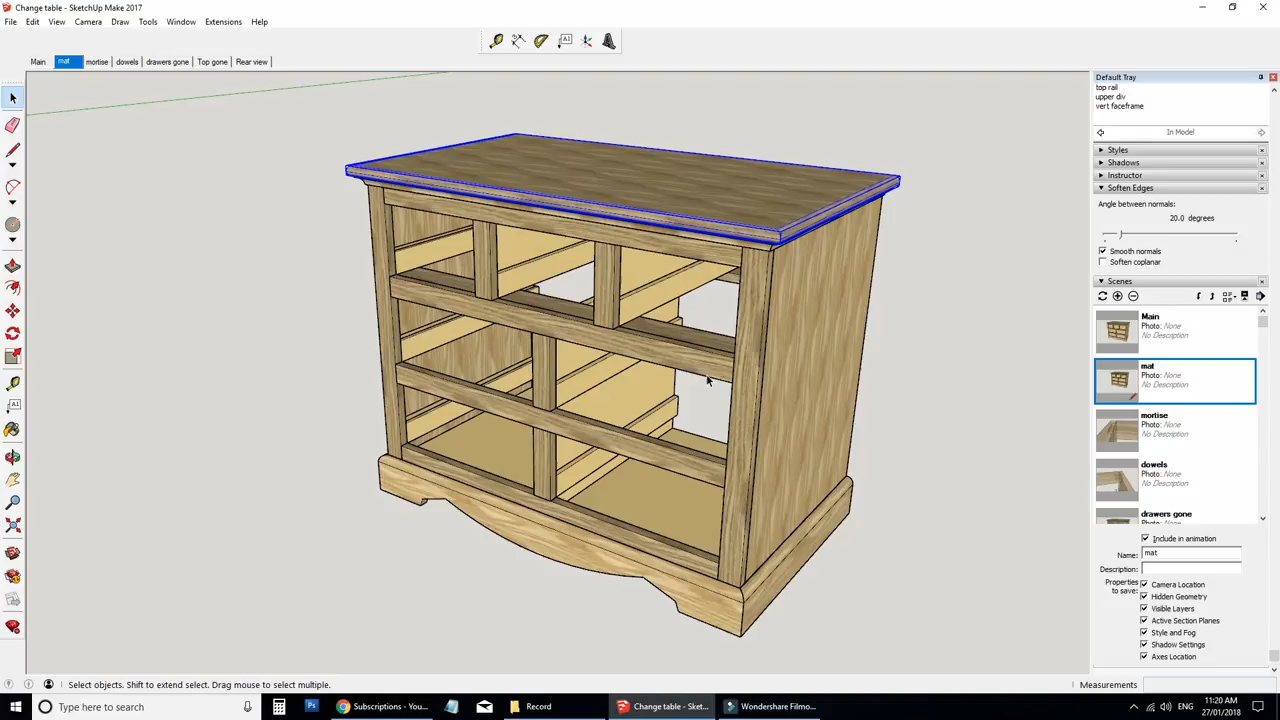 Change table - SketchUp Make 2017
File Edit View Camera Draw Tools Window Extensions Help
Main mat mortise dowels drawers gone Top gone Rear view
Default Tray
top rail
upper div
vert faceframe
In Model
Styles
Shadows
Instructor
Soften Edges
Angle between normals:
20.0 degrees
Smooth normals
Soften coplanar
Scenes
Main
Photo: None
No Description
mat
Photo: None
No Description
mortise
Photo: None
No Description
dowels
Photo: None
No Description
drawers gone
Include in animation
Name: mat
Description:
Properties to save:
Camera Location
Hidden Geometry
Visible Layers
Active Section Planes
Style and Fog
Shadow Settings
Axes Location
Select objects. Shift to extend select. Drag mouse to select multiple.
Measurements
Type here to search
Subscriptions - You...
Record
Change table - Sket...
Wondershare Filmo...
ENG
11:20 AM
27/01/2018